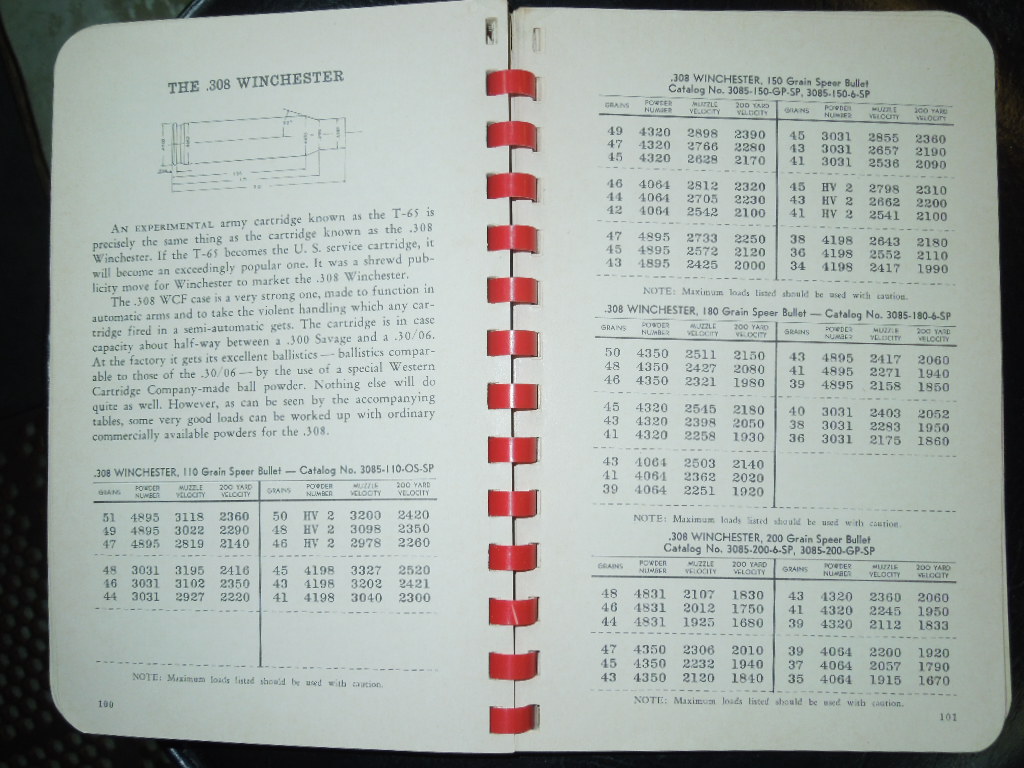 THE .308 WINCHESTER
AN EXPERIMENTAL army cartridge known as the T-65 is
precisely the same thing as the cartridge known as the .308
Winchester. If the T-65 becomes the U. S. service cartridge, it
will become an exceedingly popular one. It was a shrewd pub-
licity move for Winchester to market the .308 Winchester.
The .308 WCF case is a very strong one, made to function in
automatic arms and to take the violent handling which any car-
tridge fired in a semi-automatic gets. The cartridge is in case
capacity about half-way between a .300 Savage and a .30/06.
At the factory it gets its excellent ballistics — ballistics compar-
able to those of the .30/06 — by the use of a special Western
Cartridge Company-made ball powder. Nothing else will do
quite as well. However, as can be seen by the accompanying
tables, some very good loads can be worked up with ordinary
commercially available powders for the .308.
.308 WINCHESTER, 110 Grain Speer Bullet — Catalog No. 3085-110-OS-SP
GRAINS POWDER NUMBER MUZZLE VELOCITY 200 YARD VELOCITY GRAINS POWDER NUMBER MUZZLE VELOCITY 200 YARD VELOCITY
51 4895 3118 2360 50 HV 2 3200 2420
49 4895 3022 2290 48 HV 2 3098 2350
47 4895 2819 2140 46 HV 2 2978 2260
48 3031 3195 2416 45 4198 3327 2520
46 3031 3102 2350 43 4198 3202 2421
44 3031 2927 2220 41 4198 3040 2300
NOTE: Maximum loads listed should be used with caution.
100
.308 WINCHESTER, 150 Grain Speer Bullet
Catalog No. 3085-150-GP-SP, 3085-150-6-SP
GRAINS POWDER NUMBER MUZZLE VELOCITY 200 YARD VELOCITY GRAINS POWDER NUMBER MUZZLE VELOCITY 200 YARD VELOCITY
49 4320 2898 2390 45 3031 2855 2360
47 4320 2766 2280 43 3031 2657 2190
45 4320 2628 2170 41 3031 2536 2090
46 4064 2812 2320 45 HV 2 2798 2310
44 4064 2705 2230 43 HV 2 2662 2200
42 4064 2542 2100 41 HV 2 2541 2100
47 4895 2733 2250 38 4198 2643 2180
45 4895 2572 2120 36 4198 2552 2110
43 4895 2425 2000 34 4198 2417 1990
NOTE: Maximum loads listed should be used with caution.
.308 WINCHESTER, 180 Grain Speer Bullet — Catalog No. 3085-180-6-SP
GRAINS POWDER NUMBER MUZZLE VELOCITY 200 YARD VELOCITY GRAINS POWDER NUMBER MUZZLE VELOCITY 200 YARD VELOCITY
50 4350 2511 2150 43 4895 2417 2060
48 4350 2427 2080 41 4895 2271 1940
46 4350 2321 1980 39 4895 2158 1850
45 4320 2545 2180 40 3031 2403 2052
43 4320 2398 2050 38 3031 2283 1950
41 4320 2258 1930 36 3031 2175 1860
43 4064 2503 2140
41 4064 2362 2020
39 4064 2251 1920
NOTE: Maximum loads listed should be used with caution.
.308 WINCHESTER, 200 Grain Speer Bullet
Catalog No. 3085-200-6-SP, 3085-200-GP-SP
GRAINS POWDER NUMBER MUZZLE VELOCITY 200 YARD VELOCITY GRAINS POWDER NUMBER MUZZLE VELOCITY 200 YARD VELOCITY
48 4831 2107 1830 43 4320 2360 2060
46 4831 2012 1750 41 4320 2245 1950
44 4831 1925 1680 39 4320 2112 1833
47 4350 2306 2010 39 4064 2200 1920
45 4350 2232 1940 37 4064 2057 1790
43 4350 2120 1840 35 4064 1915 1670
NOTE: Maximum loads listed should be used with caution.
101